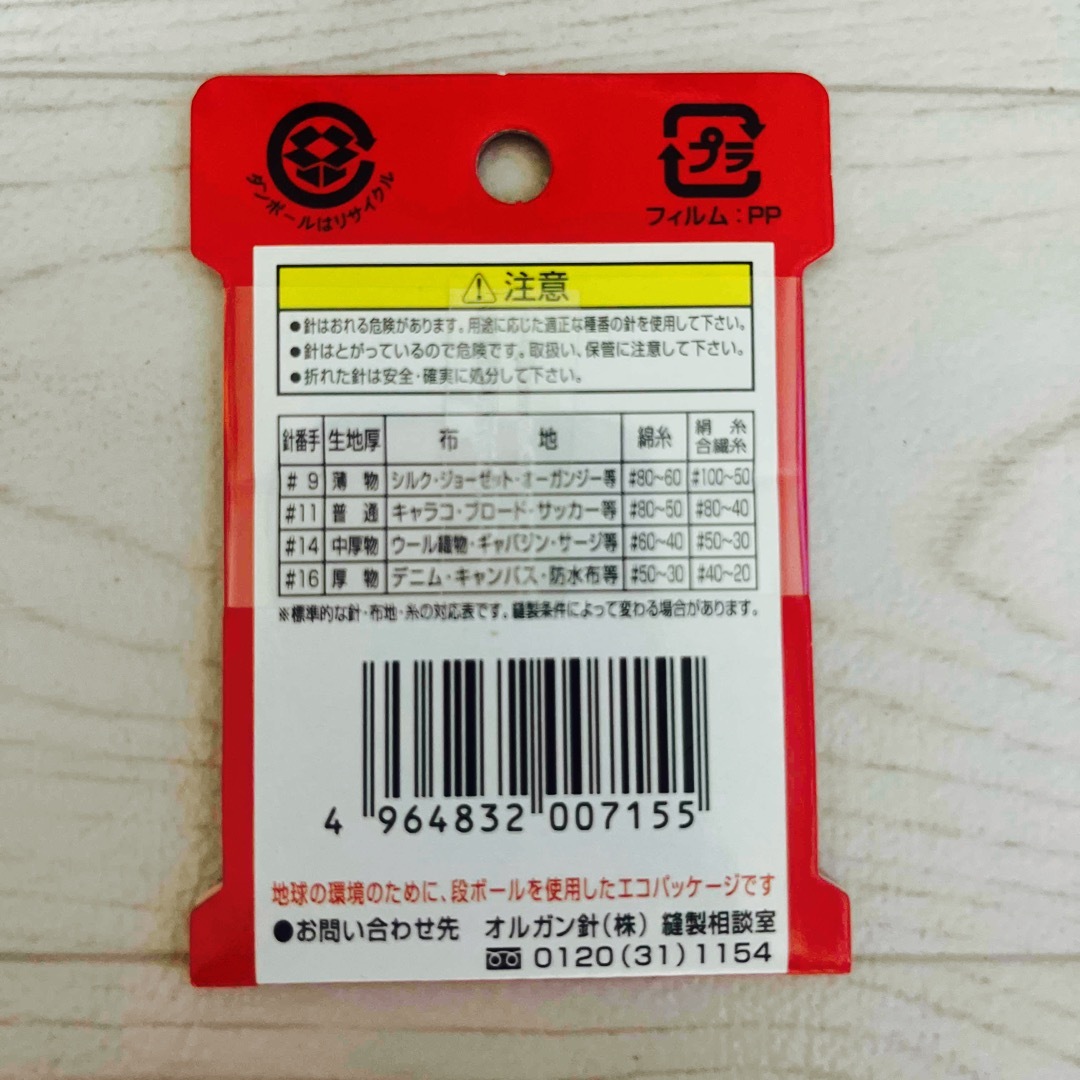 ダンボールはリサイクル
プラ
フィルム：PP
注意
●針はおれる危険があります。用途に応じた適正な種番の針を使用して下さい。
●針はとがっているので危険です。取扱い、保管に注意して下さい。
●折れた針は安全・確実に処分して下さい。
針番手 生地厚 布 地 綿糸 絹糸 合繊糸
#9 薄物 シルク・ジョーゼット・オーガンジー等 #80~60 #100~50
#11 普通 キャラコ・ブロード・サッカー等 #80~50 #80~40
#14 中厚物 ウール織物・ギャバジン・サージ等 #60~40 #50~30
#16 厚物 デニム・キャンバス・防水布等 #50~30 #40~20
※標準的な針・布地・糸の対応表です。縫製条件によって変わる場合があります。
4 964832 007155
地球の環境のために、段ボールを使用したエコパッケージです
●お問い合わせ先 オルガン針(株) 縫製相談室
0120(31)1154